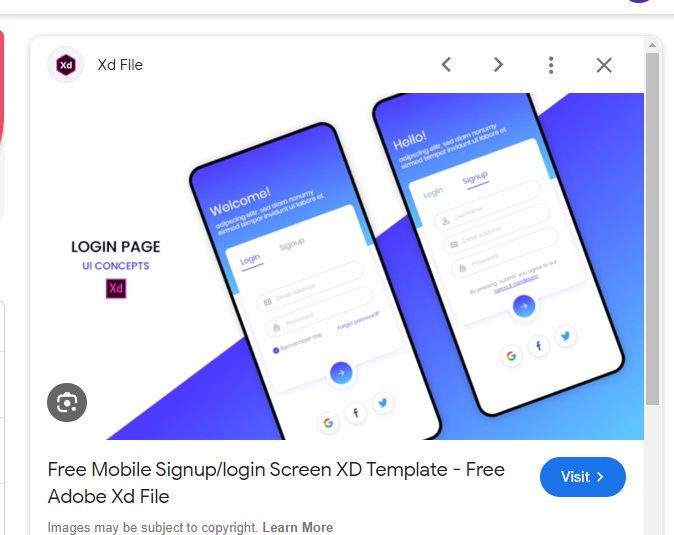 Xd
Xd File
LOGIN PAGE
UI CONCEPTS
Xd
Welcome!
adipiscing elitr, sed diam nonumy
eirmod tempor invidunt ut labore et
Login Signup
Email Address
Password
Remember me Forgot password?
Hello!
adipiscing elitr, sed diam nonumy
eirmod tempor invidunt ut labore et
Login Signup
Username
Email Address
Password
By pressing "submit" you agree to our
terms & conditions
G f
G f
Free Mobile Signup/login Screen XD Template - Free
Adobe Xd File
Visit
Images may be subject to copyright. Learn More